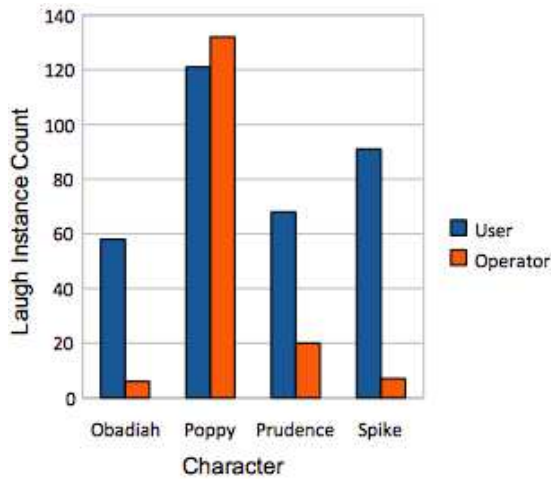 Laugh Instance Count
140
120
100
80
60
40
20
0
Obadiah Poppy Prudence Spike
Character
User
Operator